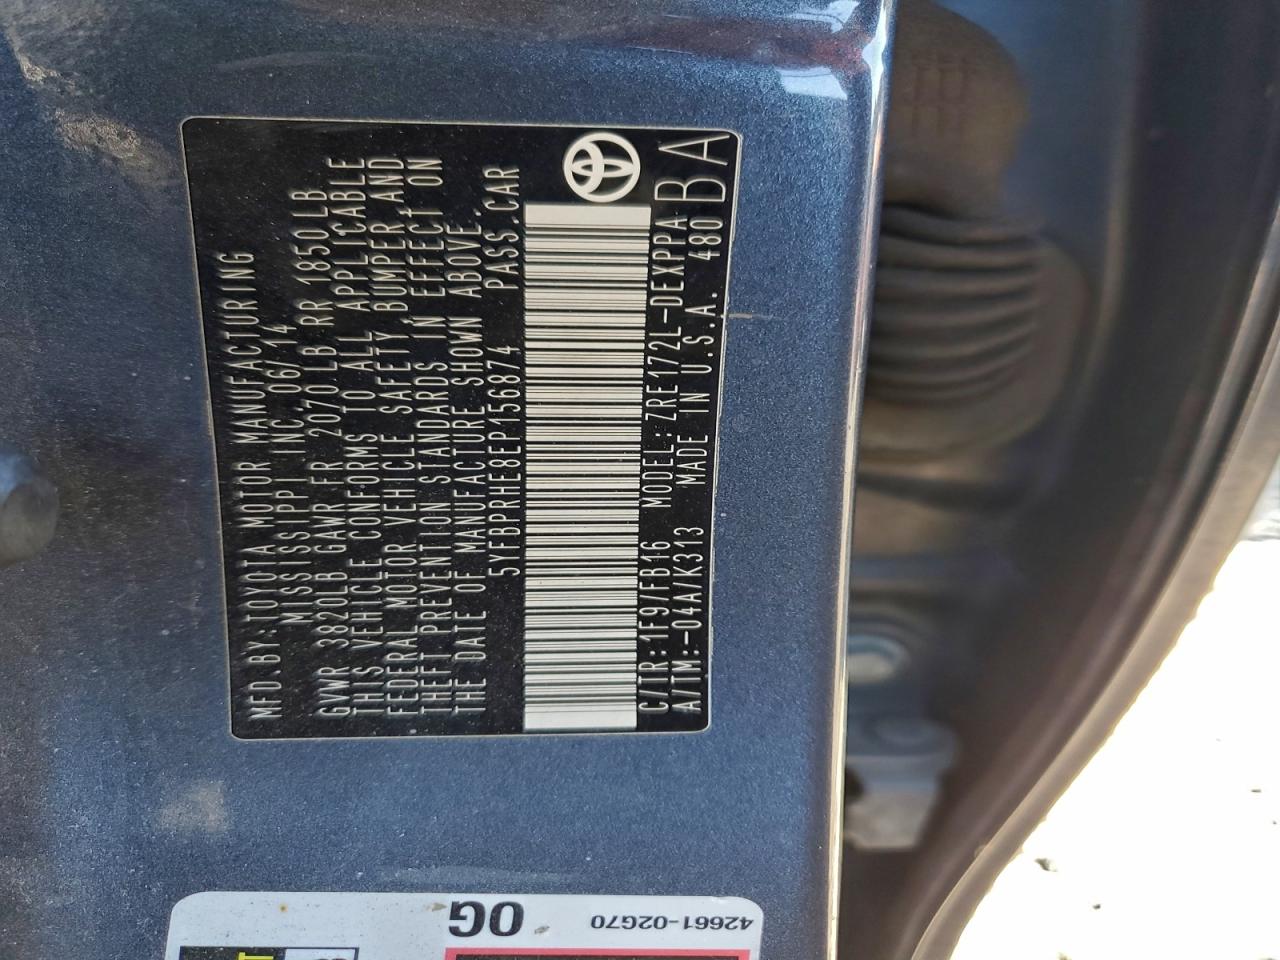 MFD.BY:TOYOTA MOTOR MANUFACTURING
MISSISSIPPI INC. 06/14
GVWR 3820LB GAWR FR 2070 LB RR 1850LB
THIS VEHICLE CONFORMS TO ALL APPLICABLE
FEDERAL MOTOR VEHICLE SAFETY, BUMPER,AND
THEFT PREVENTION STANDARDS IN EFFECT ON
THE DATE OF MANUFACTURE SHOWN ABOVE.
5YFBPRHE8EP156874 PASS.CAR
C/TR:1F9/FB16 MODEL:ZRE172L-DEXPPA B
A/TM:-04A/K313 MADE IN U.S.A. 480 BA
42661-02G70
0G